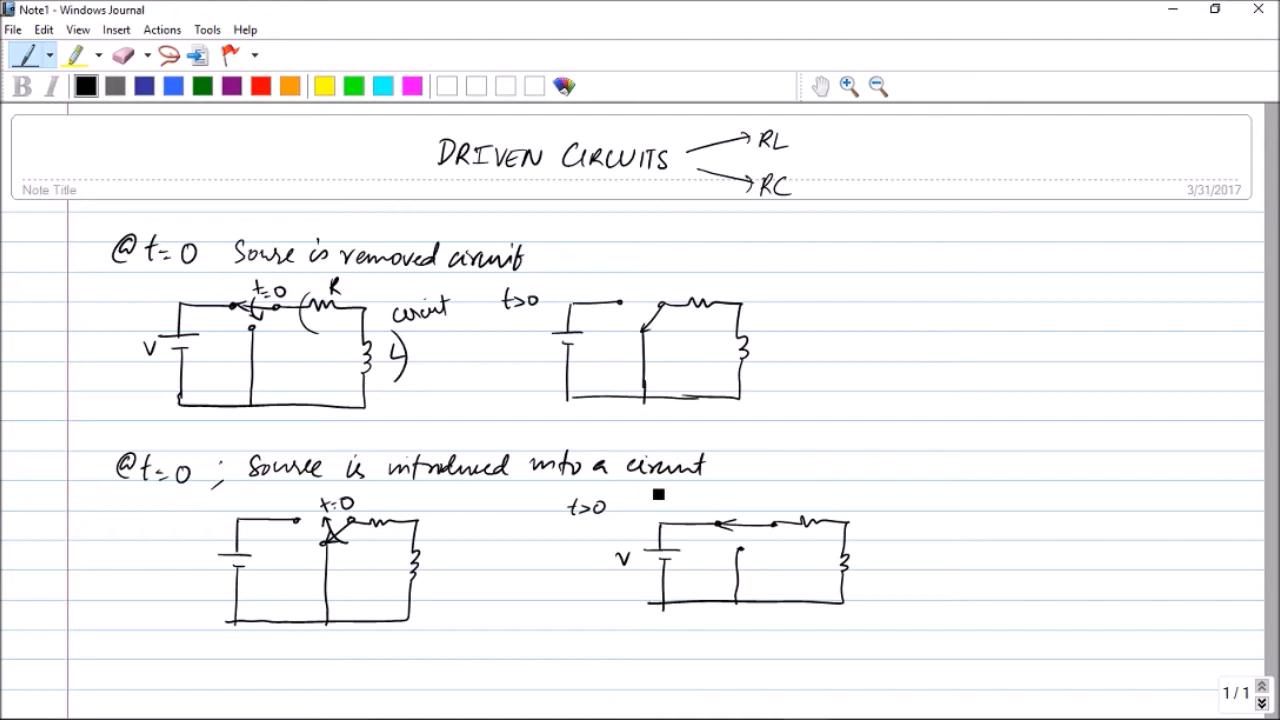 Note1 - Windows Journal
File Edit View Insert Actions Tools Help
B I
DRIVEN CIRCUITS
RL
RC
Note Title
3/31/2017
@ t=0 Sourse is removed circuit
t=0
R
circuit
V
L
t>0
@ t=0 ; Source is introduced into a circuit
t=0
t>0
V
1 / 1